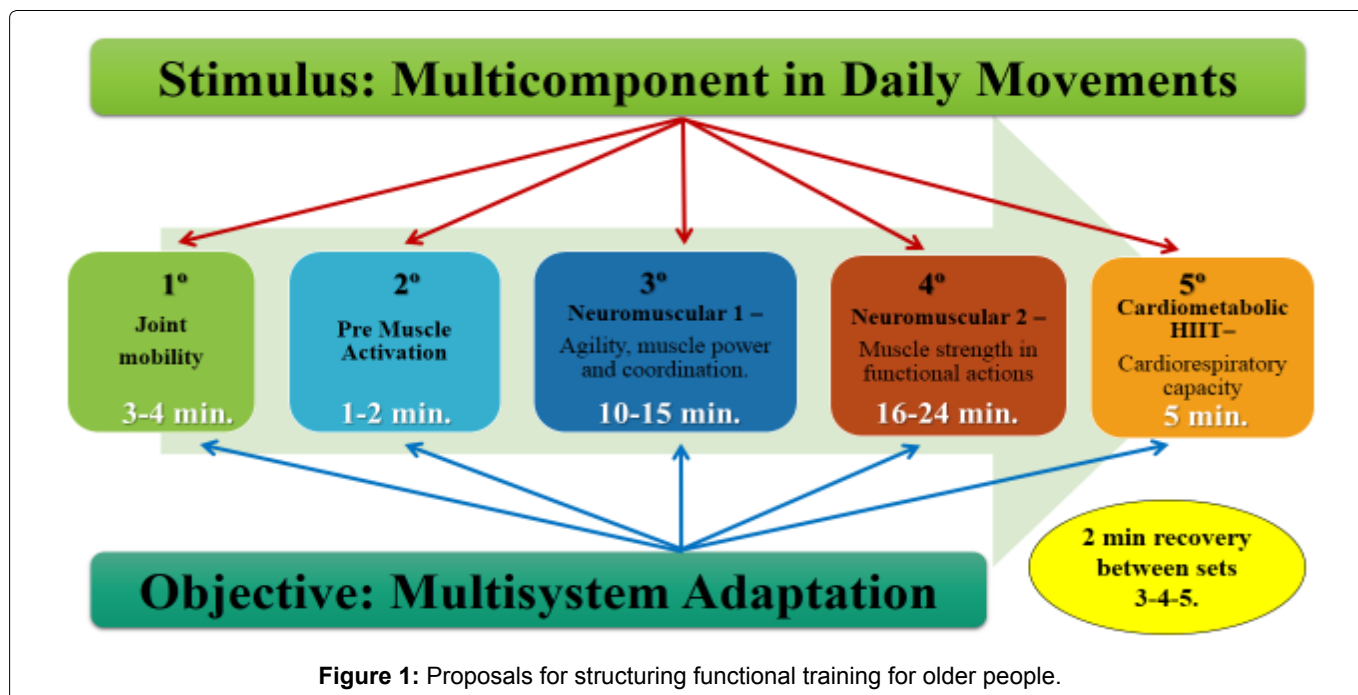 Stimulus: Multicomponent in Daily Movements
1º
Joint
mobility
3-4 min.
2º
Pre Muscle
Activation
1-2 min.
3º
Neuromuscular 1 –
Agility, muscle power
and coordination.
10-15 min.
4º
Neuromuscular 2 –
Muscle strength in
functional actions
16-24 min.
5º
Cardiometabolic
HIIT–
Cardiorespiratory
capacity
5 min.
Objective: Multisystem Adaptation
2 min recovery
between sets
3-4-5.
Figure 1: Proposals for structuring functional training for older people.